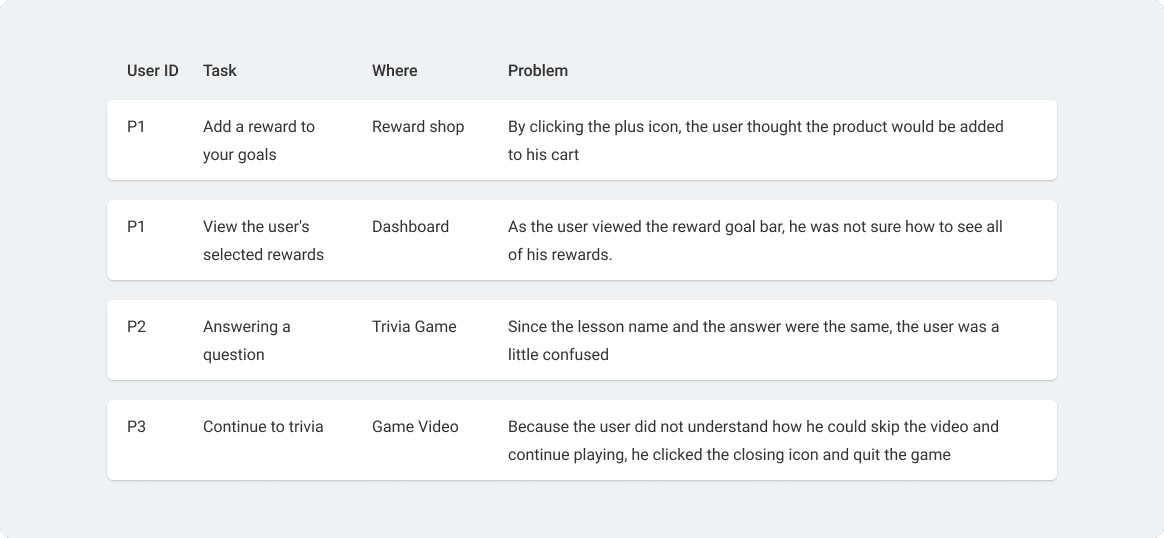 User ID Task Where Problem
P1 Add a reward to Reward shop By clicking the plus icon, the user thought the product would be added
your goals to his cart
P1 View the user's Dashboard As the user viewed the reward goal bar, he was not sure how to see all
selected rewards of his rewards.
P2 Answering a Trivia Game Since the lesson name and the answer were the same, the user was a
question little confused
P3 Continue to trivia Game Video Because the user did not understand how he could skip the video and
continue playing, he clicked the closing icon and quit the game